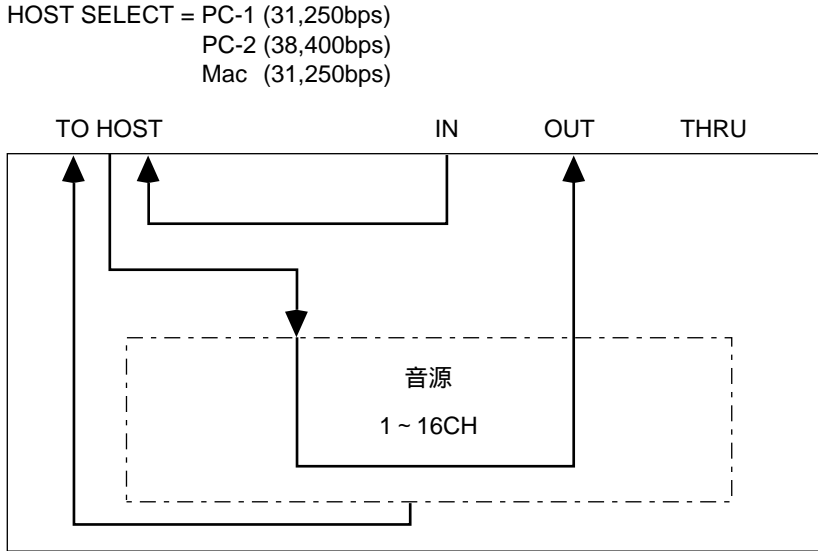 HOST SELECT = PC-1 (31,250bps)
PC-2 (38,400bps)
Mac (31,250bps)
TO HOST IN OUT THRU
音源
1 ~ 16CH